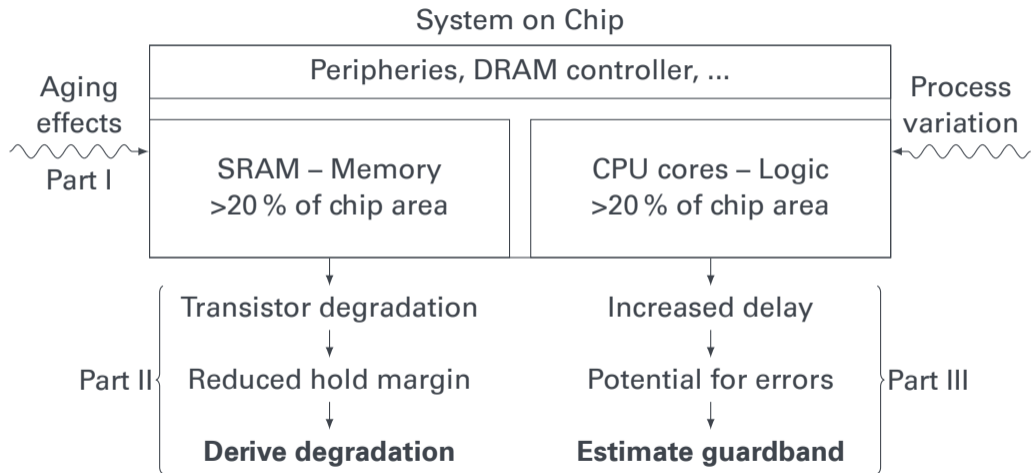 System on Chip
Peripheries, DRAM controller, ...
Aging
effects
Part I
Process
variation
SRAM – Memory
>20 % of chip area
CPU cores – Logic
>20 % of chip area
Part II
Transistor degradation
Reduced hold margin
Derive degradation
Increased delay
Potential for errors
Estimate guardband
Part III